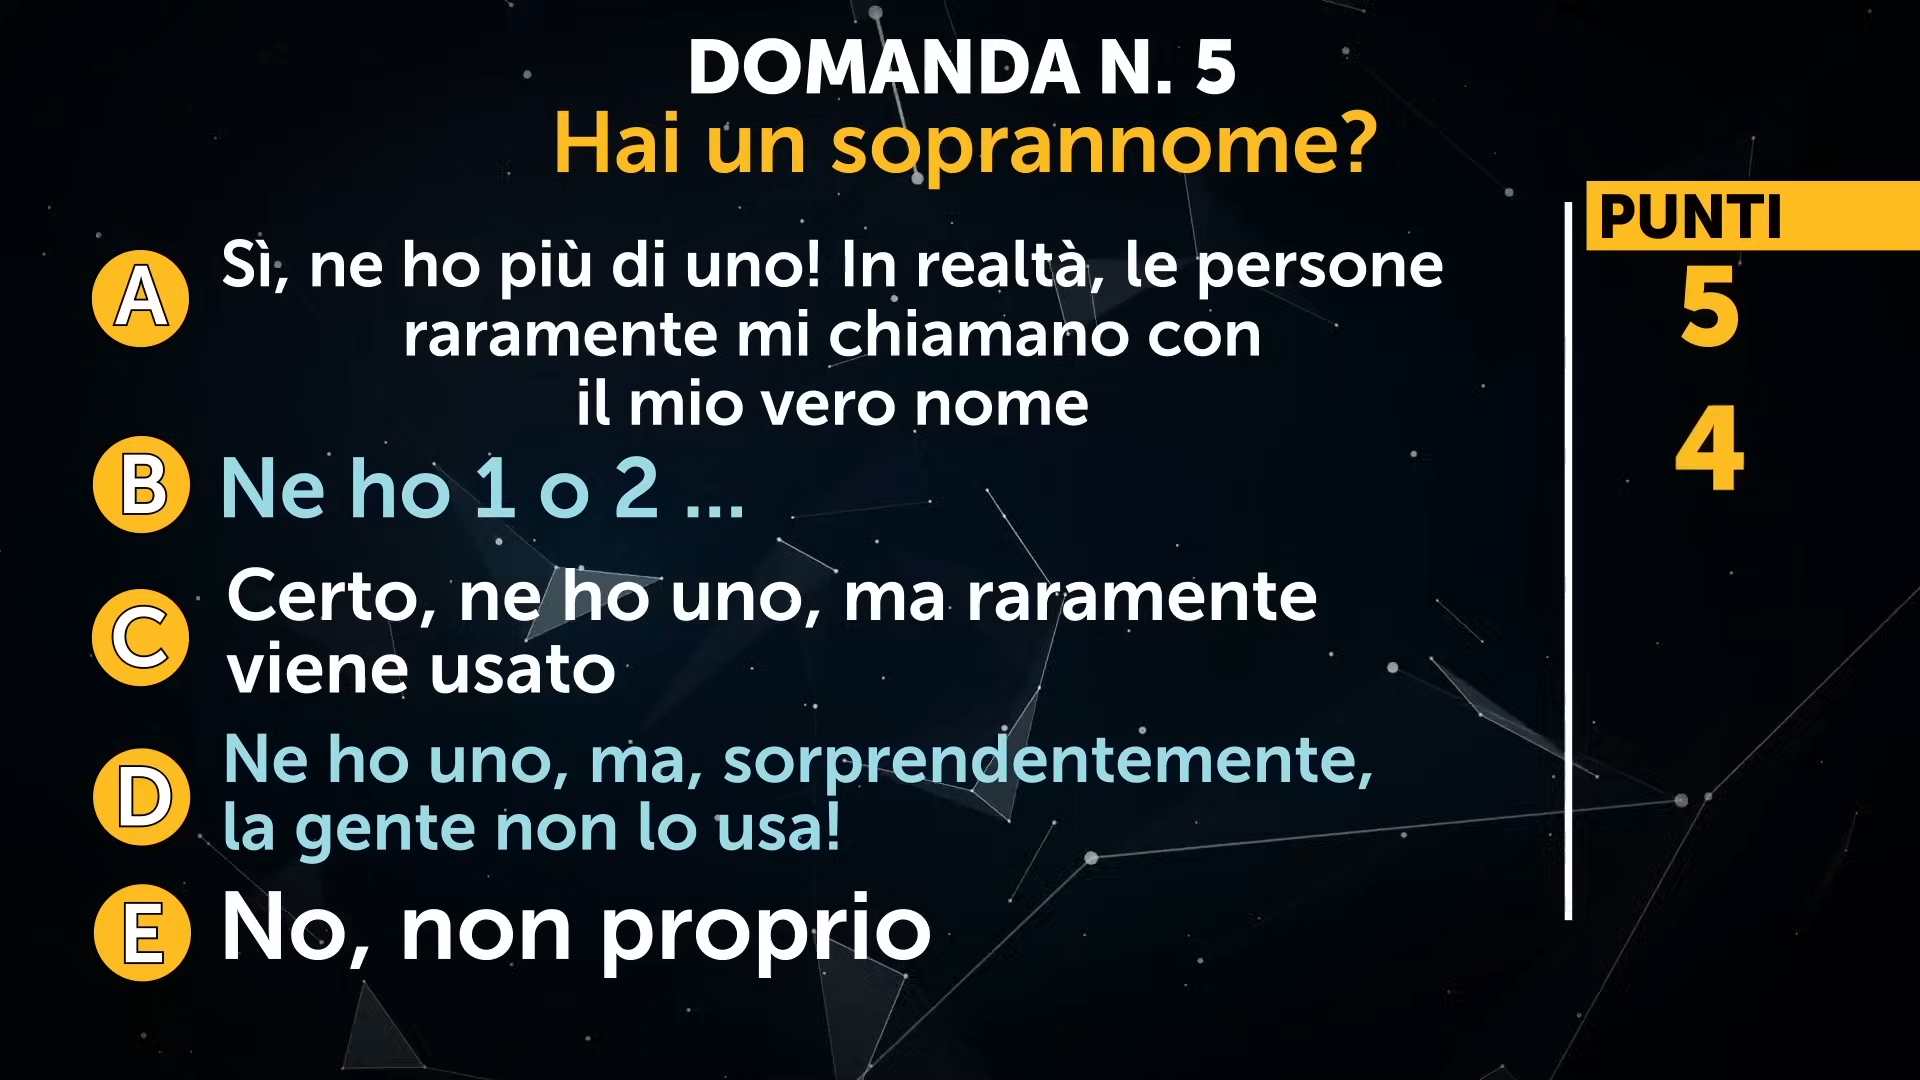 DOMANDA N. 5
Hai un soprannome?
PUNTI
A
Sì, ne ho più di uno! In realtà, le persone
raramente mi chiamano con
il mio vero nome
5
B
Ne ho 1 o 2 ...
4
C
Certo, ne ho uno, ma raramente
viene usato
D
Ne ho uno, ma, sorprendentemente,
la gente non lo usa!
E
No, non proprio